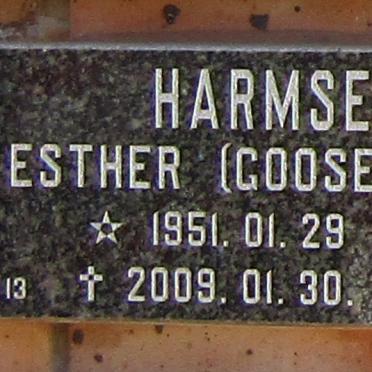 HARMSE
ESTHER (GOOSE
☆ 1951. 01. 29
13 † 2009. 01. 30.